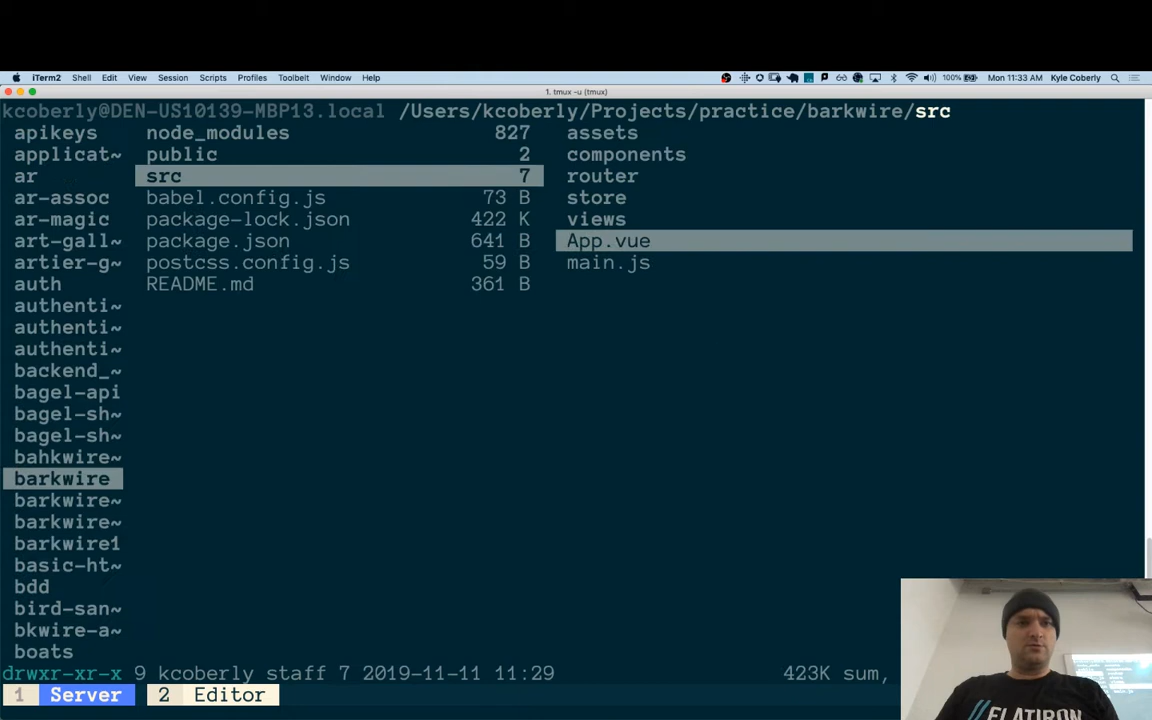 iTerm2 Shell Edit View Session Scripts Profiles Toolbelt Window Help 100% Mon 11:33 AM Kyle Coberly
1. tmux -u (tmux)
kcoberly@DEN-US10139-MBP13.local /Users/kcoberly/Projects/practice/barkwire/src
apikeys node_modules 827 assets
applicat~ public 2 components
ar src 7 router
ar-assoc babel.config.js 73 B store
ar-magic package-lock.json 422 K views
art-gall~ package.json 641 B App.vue
artier-g~ postcss.config.js 59 B main.js
auth README.md 361 B
authenti~
authenti~
authenti~
backend_~
bagel-api
bagel-sh~
bagel-sh~
bahkwire~
barkwire
barkwire~
barkwire~
barkwire1
basic-ht~
bdd
bird-san~
bkwire-a~
boats
drwxr-xr-x 9 kcoberly staff 7 2019-11-11 11:29 423K sum,
1 Server 2 Editor
FLATIRON